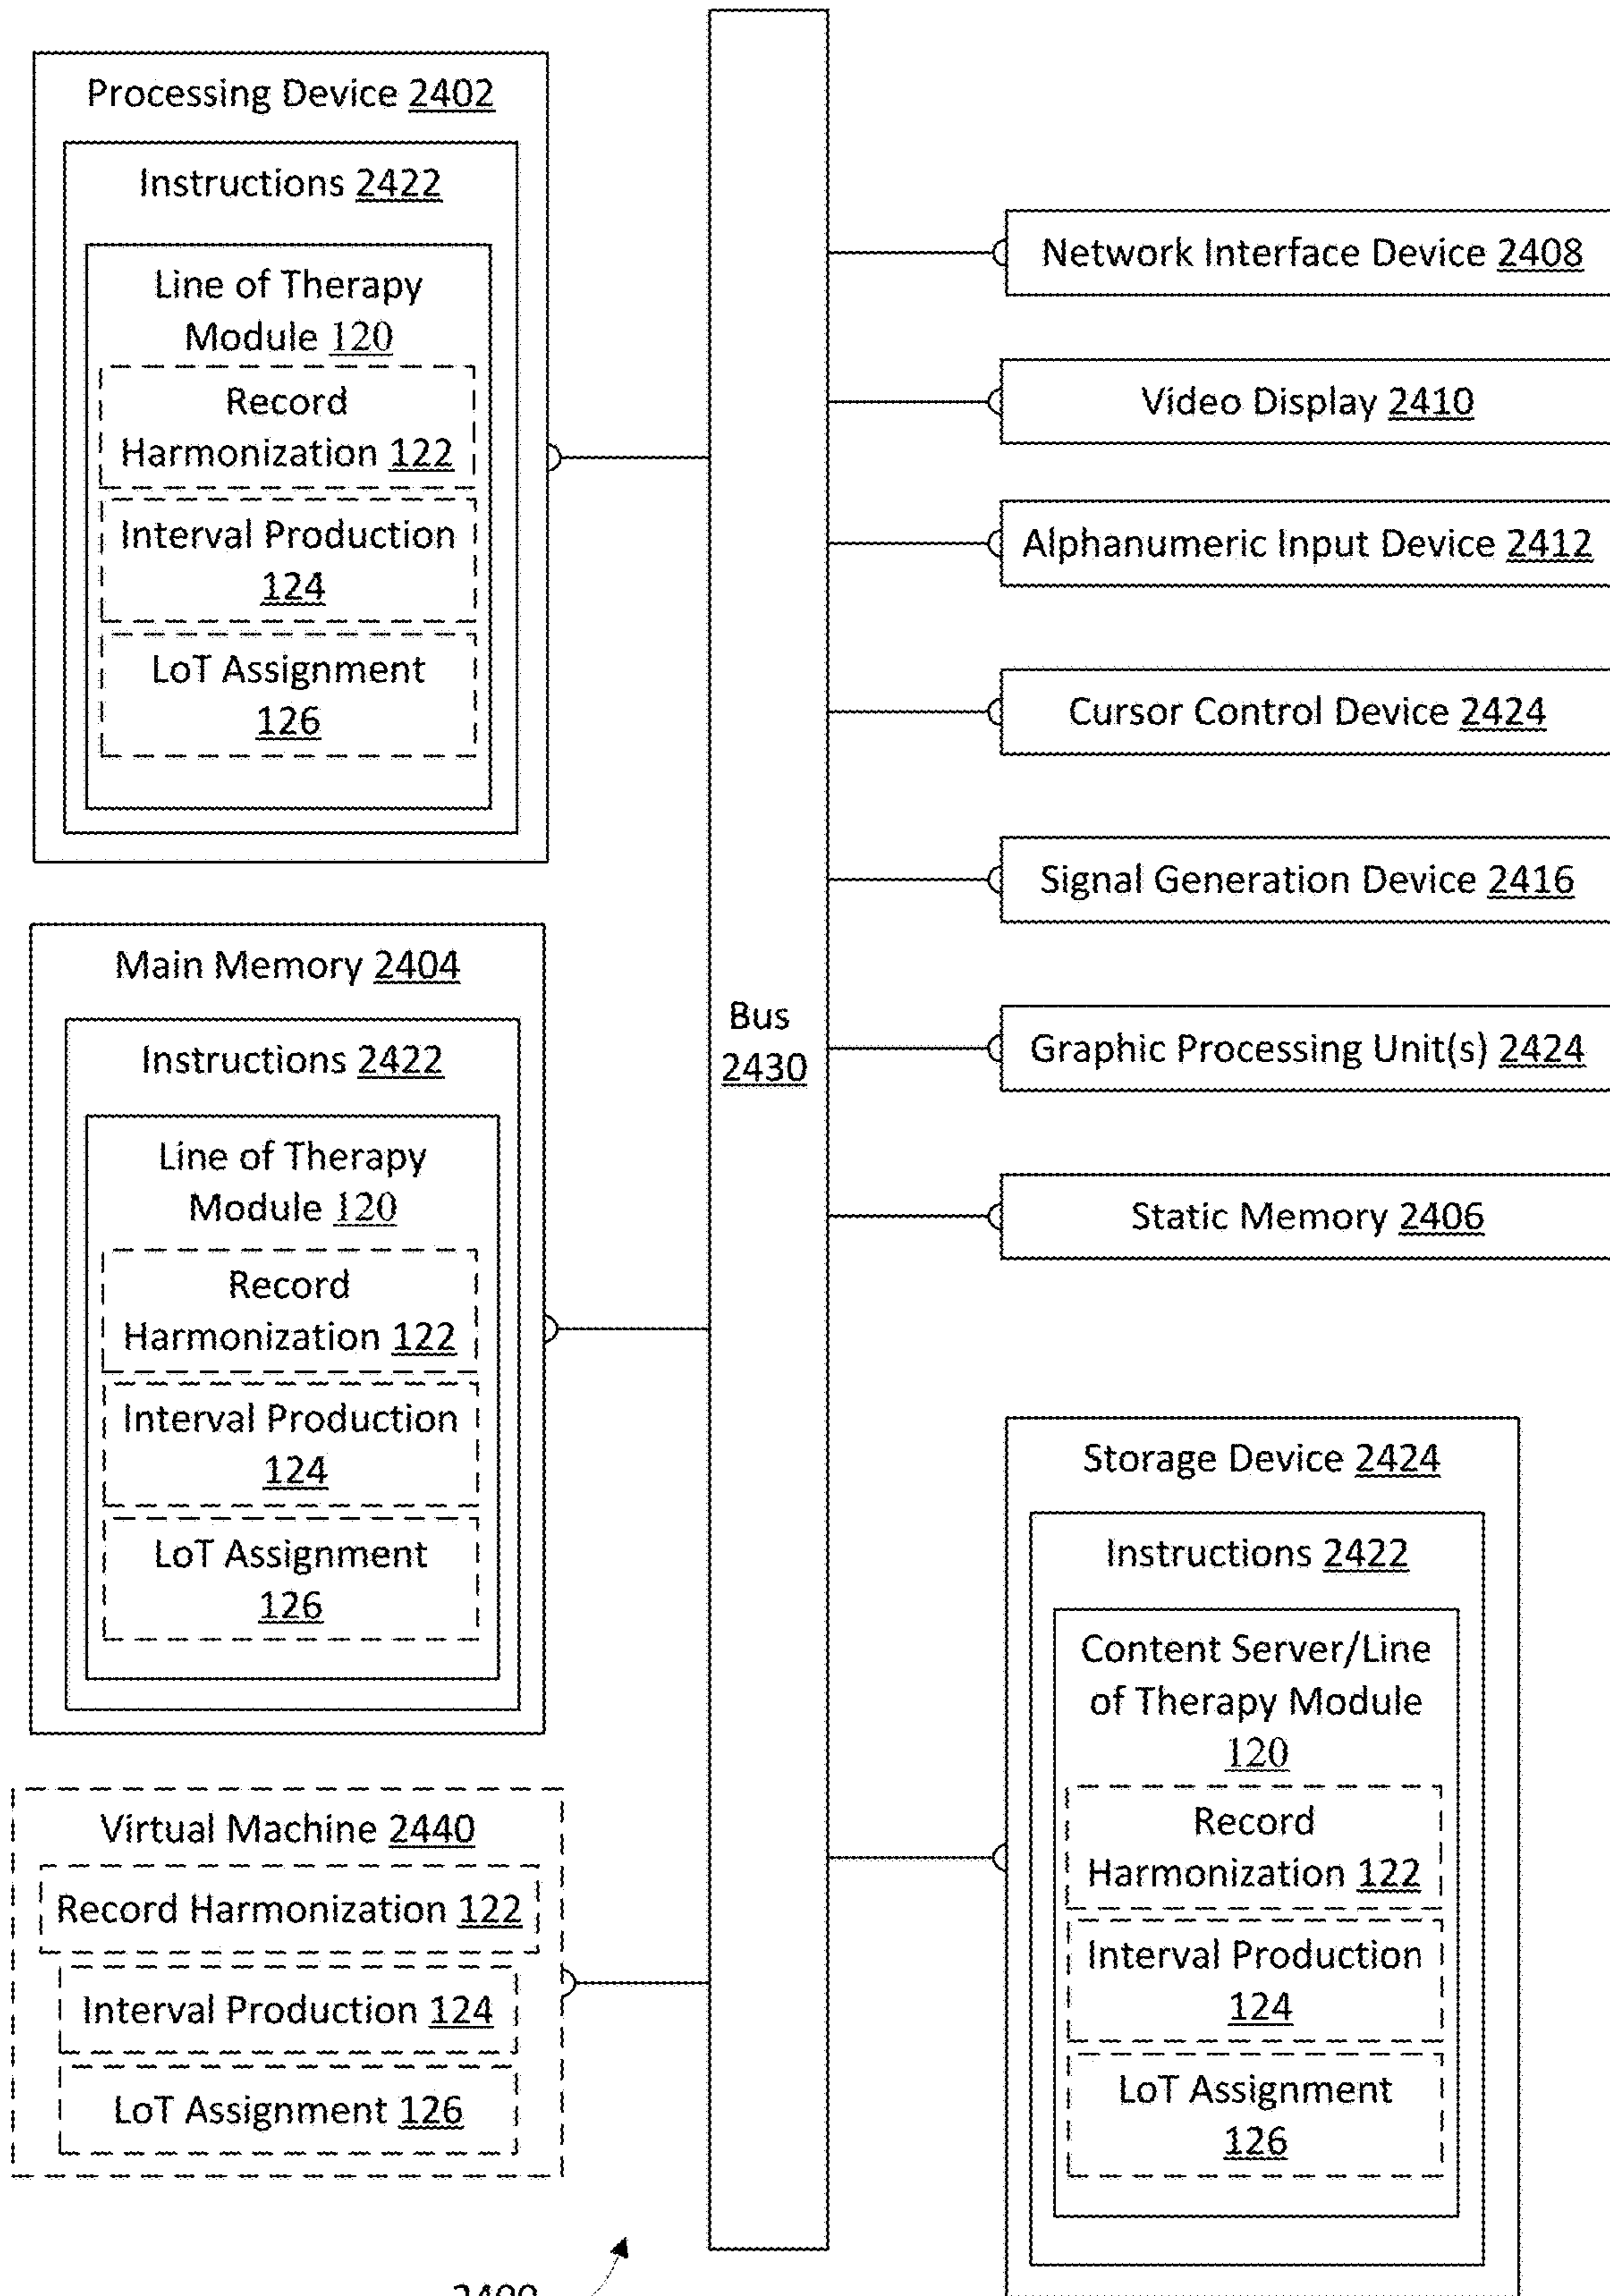 Processing Device 2402
Instructions 2422
Line of Therapy
Module 120
Record
Harmonization 122
Interval Production
124
LoT Assignment
126
Main Memory 2404
Instructions 2422
Line of Therapy
Module 120
Record
Harmonization 122
Interval Production
124
LoT Assignment
126
Virtual Machine 2440
Record Harmonization 122
Interval Production 124
LoT Assignment 126
Bus
2430
Network Interface Device 2408
Video Display 2410
Alphanumeric Input Device 2412
Cursor Control Device 2424
Signal Generation Device 2416
Graphic Processing Unit(s) 2424
Static Memory 2406
Storage Device 2424
Instructions 2422
Content Server/Line
of Therapy Module
120
Record
Harmonization 122
Interval Production
124
LoT Assignment
126